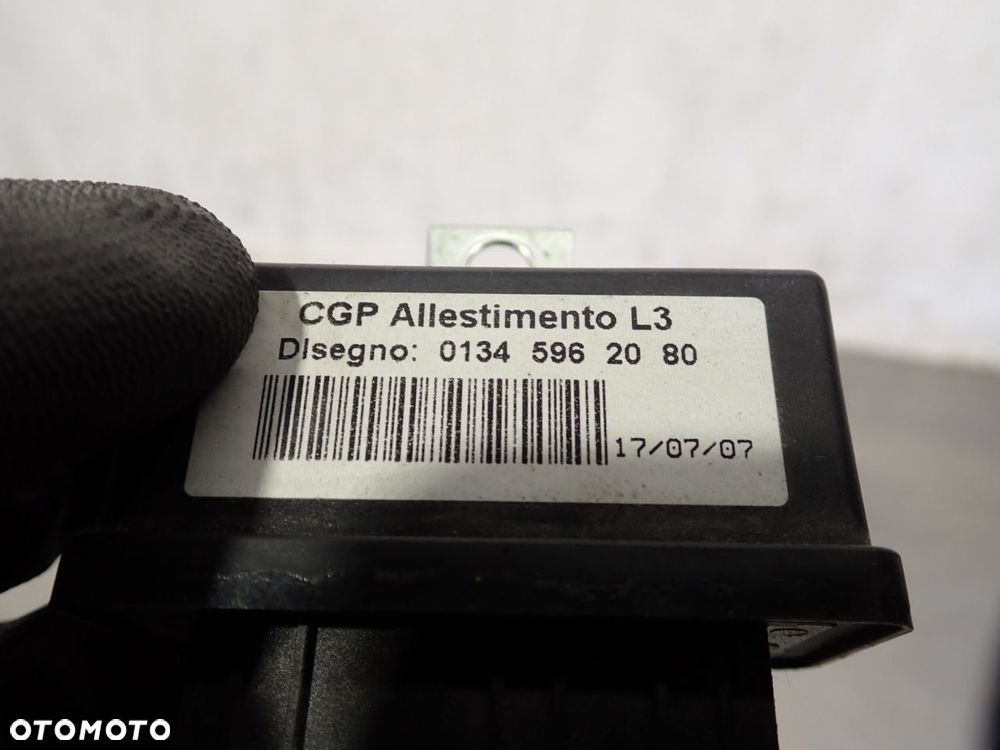 CGP Allestimento L3
Disegno: 0134 596 20 80
17/07/07
OTOMOTO